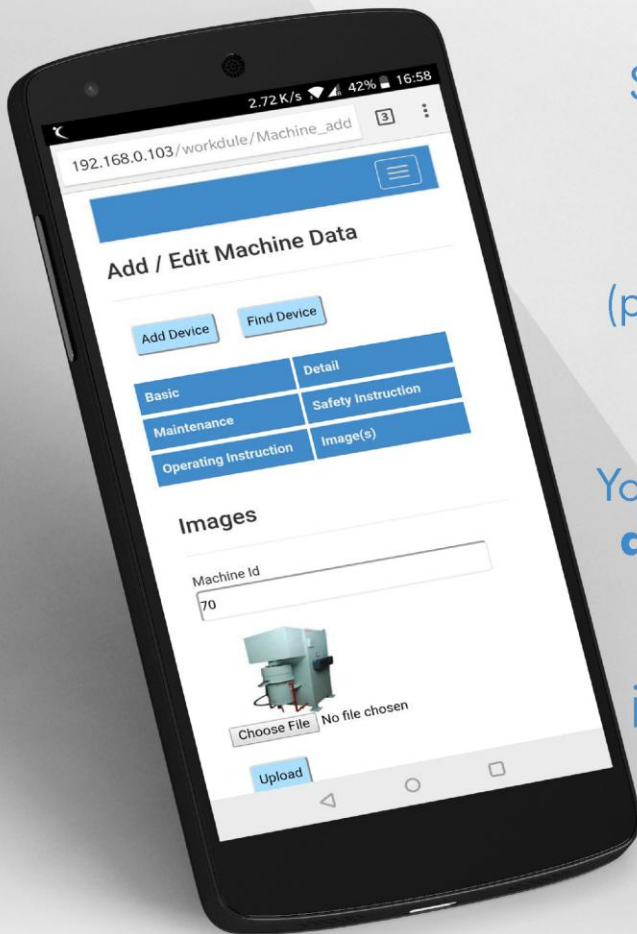 2.72 K/s 42% 16:58
192.168.0.103/workdule/Machine_add
3
Add / Edit Machine Data
Add Device Find Device
Basic Detail
Maintenance Safety Instruction
Operating Instruction Image(s)
Images
Machine Id
70
Choose File No file chosen
Upload